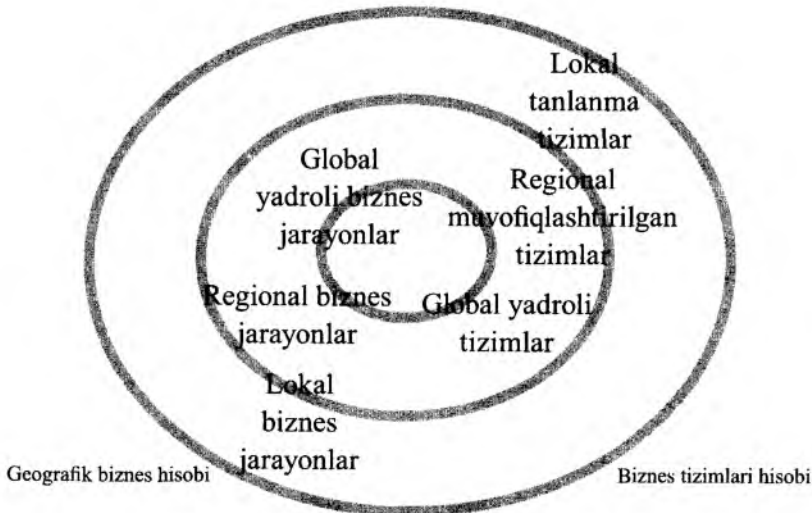 Lokal
tanlanma
tizimlar
Global
yadroli biznes
jarayonlar
Regional
muvofiqlashtirilgan
tizimlar
Regional biznes
jarayonlar
Global yadroli
tizimlar
Lokal
biznes
jarayonlar
Geografik biznes hisobi
Biznes tizimlari hisobi